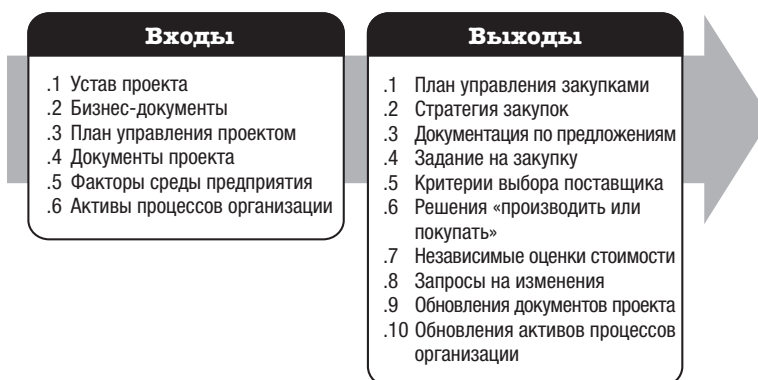 Входы
.1 Устав проекта
.2 Бизнес-документы
.3 План управления проектом
.4 Документы проекта
.5 Факторы среды предприятия
.6 Активы процессов организации
Выходы
.1 План управления закупками
.2 Стратегия закупок
.3 Документация по предложениям
.4 Задание на закупку
.5 Критерии выбора поставщика
.6 Решения «производить или
покупать»
.7 Независимые оценки стоимости
.8 Запросы на изменения
.9 Обновления документов проекта
.10 Обновления активов процессов
организации